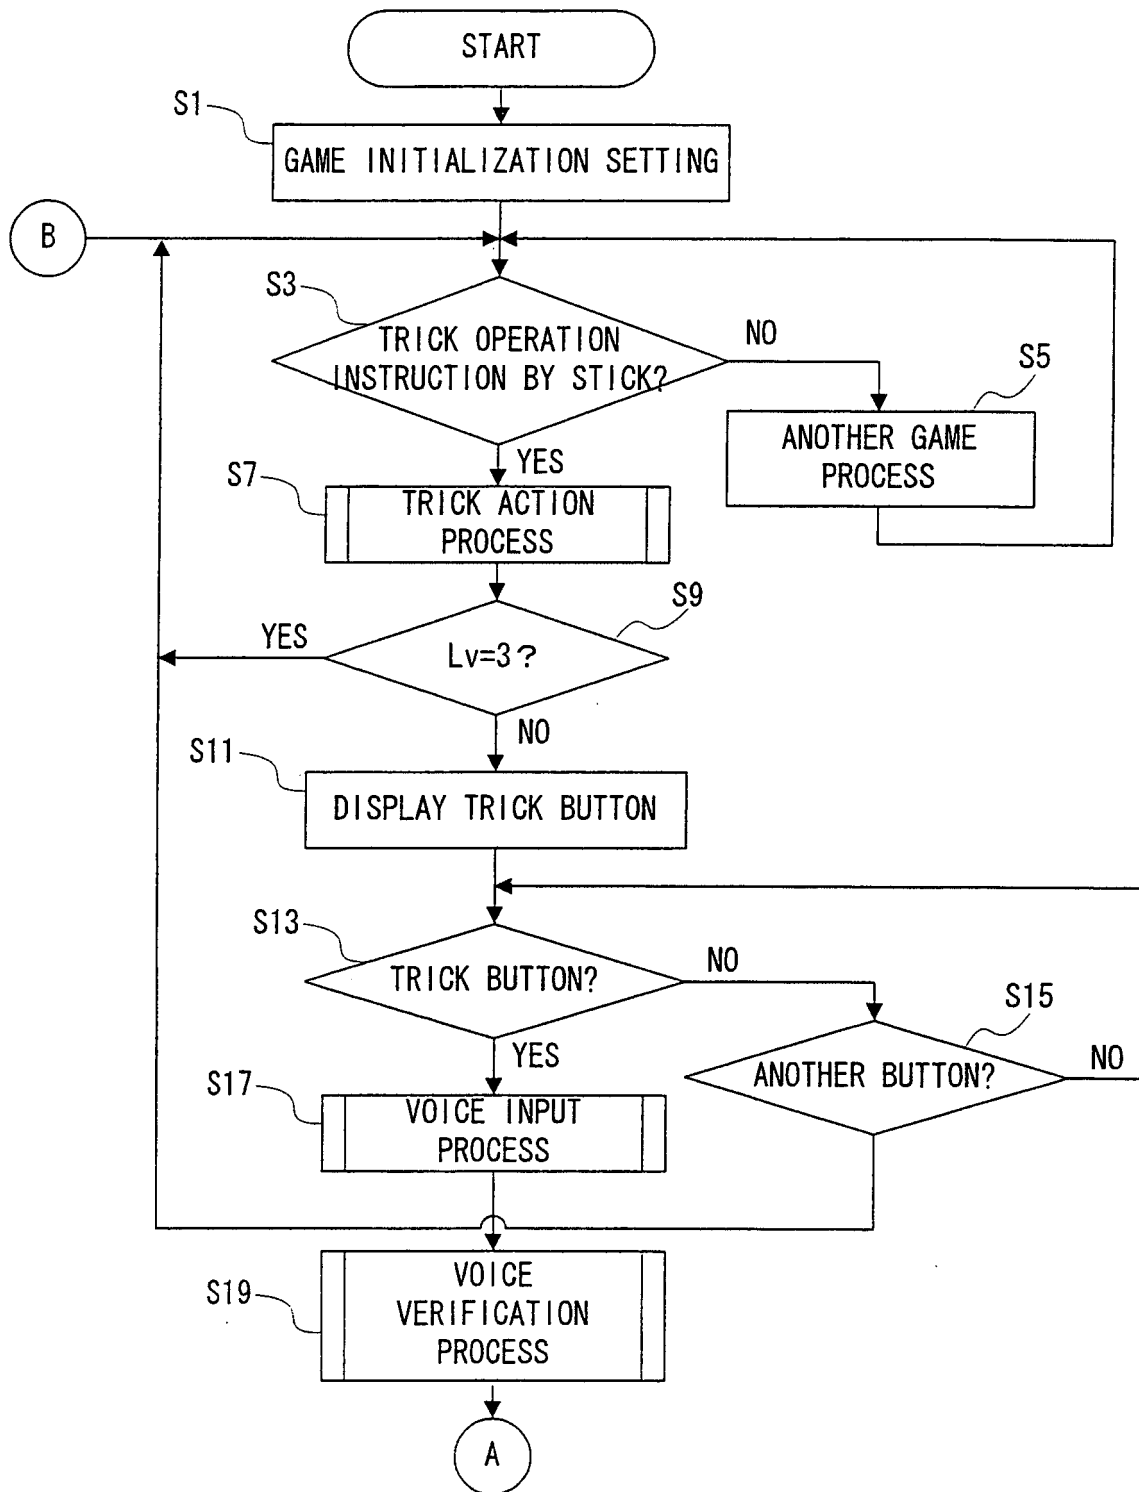 START
S1
GAME INITIALIZATION SETTING
B
S3
TRICK OPERATION
INSTRUCTION BY STICK?
NO
S5
ANOTHER GAME
PROCESS
YES
S7
TRICK ACTION
PROCESS
S9
YES
Lv=3?
NO
S11
DISPLAY TRICK BUTTON
S13
TRICK BUTTON?
NO
S15
YES
ANOTHER BUTTON?
NO
S17
VOICE INPUT
PROCESS
S19
VOICE
VERIFICATION
PROCESS
A